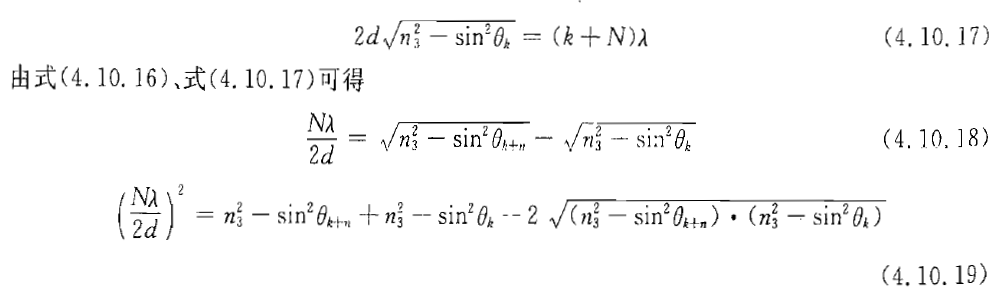 2d√(n₃² − sin²θₖ) = (k + N)λ (4.10.17)
由式(4.10.16)、式(4.10.17)可得
Nλ/2d = √(n₃² − sin²θₖ₊ₙ) − √(n₃² − sin²θₖ) (4.10.18)
(Nλ/2d)² = n₃² − sin²θₖ₊ₙ + n₃² − sin²θₖ − 2 √((n₃² − sin²θₖ₊ₙ) · (n₃² − sin²θₖ))
(4.10.19)